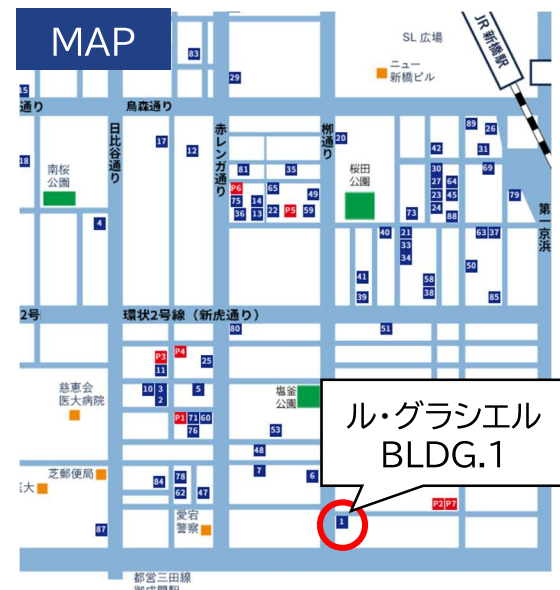 MAP
83
SL 広場
JR 新橋駅
ニュー
新橋ビル
29
15
通り
烏森通り
日比谷通り
赤レンガ通り
柳通り
第一京浜
17
12
20
89
26
42
31
18
南桜
公園
81
35
桜田
公園
30
69
P6
65
27
64
75
14
49
23
45
79
36
13
22
P5
59
24
73
88
4
40
21
63
37
33
34
50
41
58
39
38
85
2号
環状2号線（新虎通り）
80
51
P3
P4
25
11
慈恵会
医大病院
10
3
5
2
塩釜
公園
P1
71
60
76
53
ル・グラシエル
BLDG.1
48
芝郵便局
7
6
78
84
医大
62
47
P2
P7
87
愛宕
警察
1
都営三田線
御成門駅